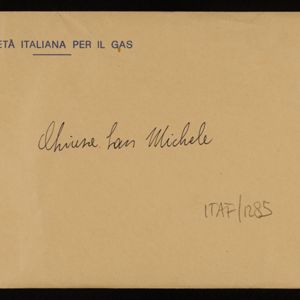 ETÀ ITALIANA PER IL GAS
Chiusa San Michele
ITAF/1285